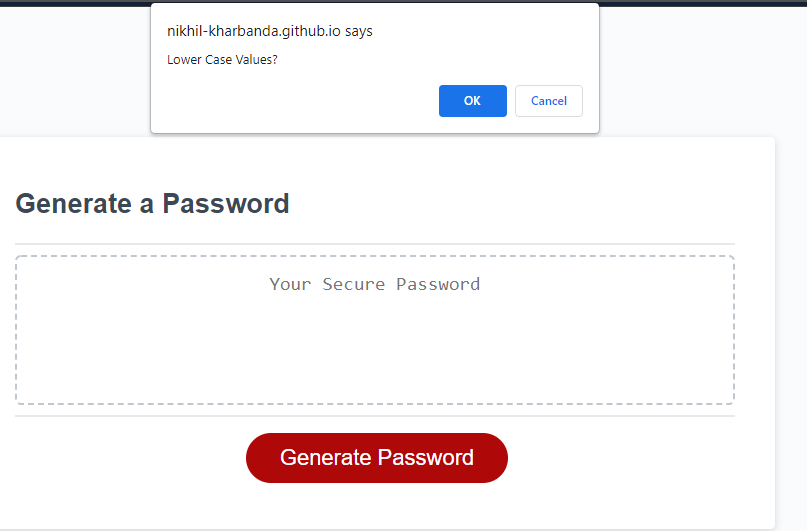 nikhil-kharbanda.github.io says
Lower Case Values?
OK Cancel
Generate a Password
Your Secure Password
Generate Password